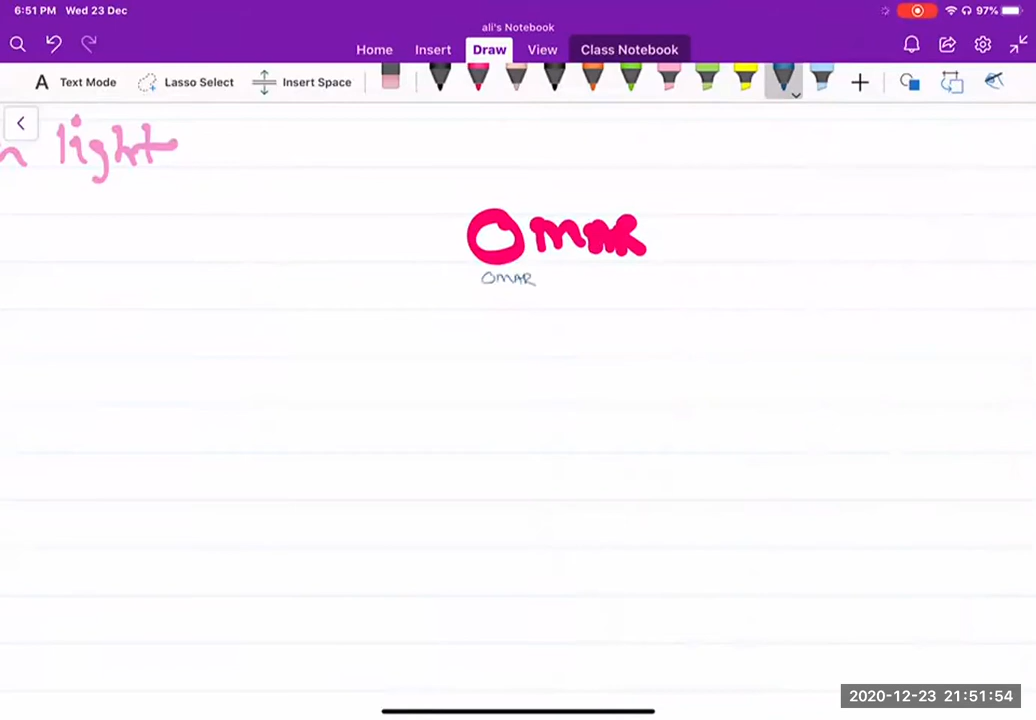 6:51 PM Wed 23 Dec 97%
ali's Notebook
Home Insert Draw View Class Notebook
A Text Mode Lasso Select Insert Space
n light
OMAR
OMAR
2020-12-23 21:51:54